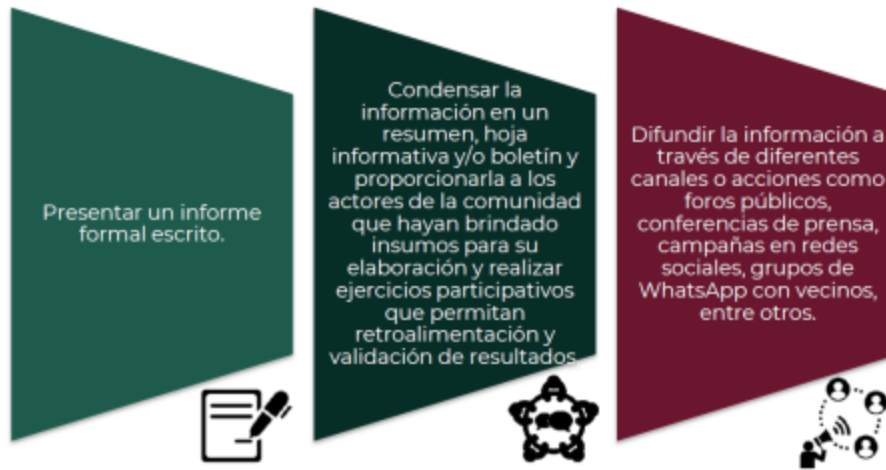 Presentar un informe
formal escrito.
Condensar la
información en un
resumen, hoja
informativa y/o boletín y
proporcionarla a los
actores de la comunidad
que hayan brindado
insumos para su
elaboración y realizar
ejercicios participativos
que permitan
retroalimentación y
validación de resultados.
Difundir la información a
través de diferentes
canales o acciones como
foros públicos,
conferencias de prensa,
campañas en redes
sociales, grupos de
WhatsApp con vecinos,
entre otros.